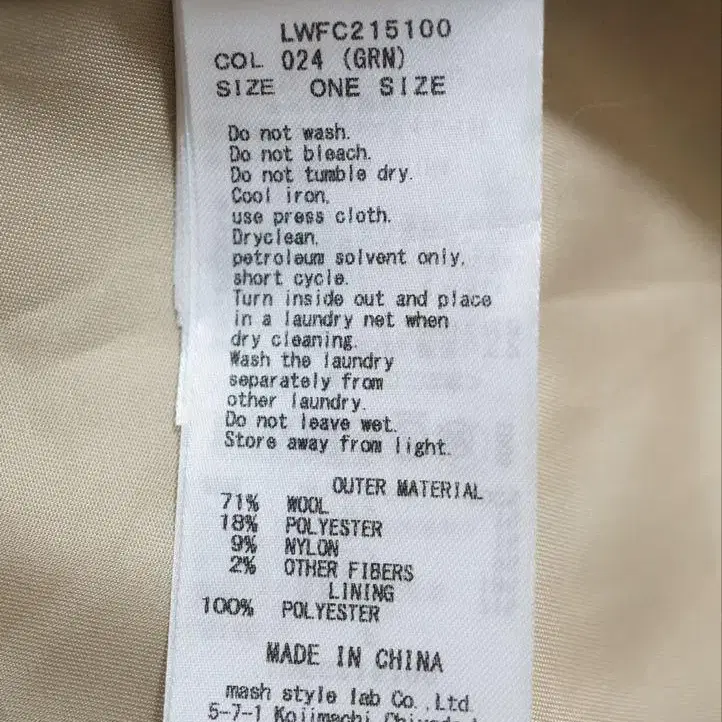 LWFC215100
COL 024 (GRN)
SIZE ONE SIZE
Do not wash.
Do not bleach.
Do not tumble dry.
Cool iron,
use press cloth.
Dryclean,
petroleum solvent only,
short cycle.
Turn inside out and place
in a laundry net when
dry cleaning.
Wash the laundry
separately from
other laundry.
Do not leave wet.
Store away from light.
OUTER MATERIAL
71% WOOL
18% POLYESTER
9% NYLON
2% OTHER FIBERS
LINING
100% POLYESTER
MADE IN CHINA
mash style lab Co.,Ltd.
5-7-1 Kojimachi